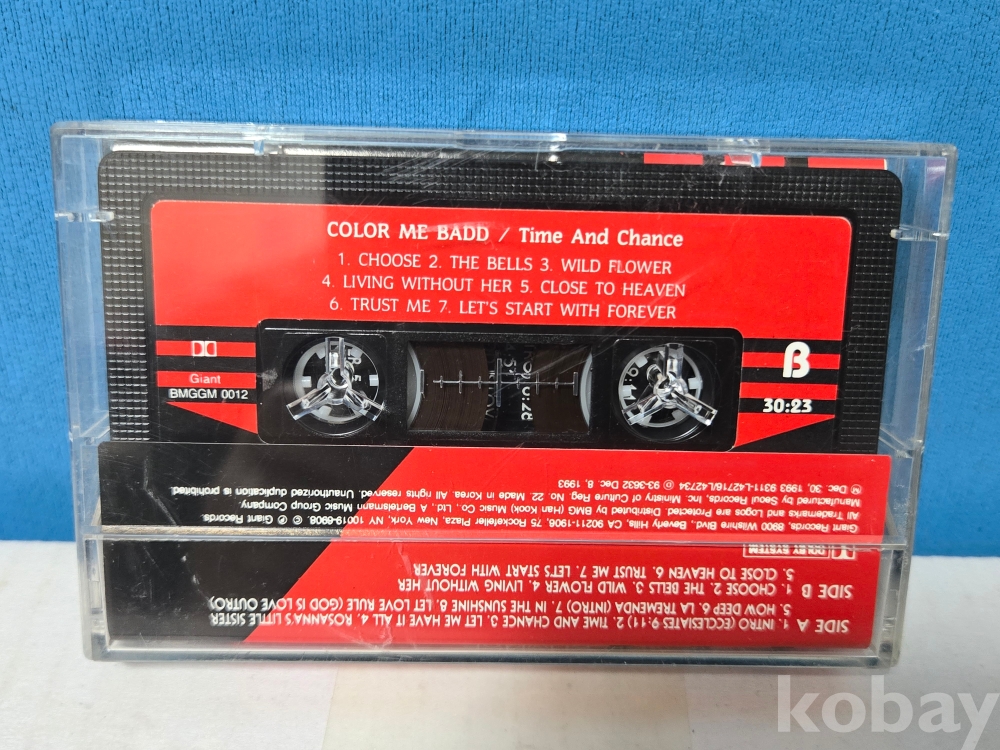 COLOR ME BADD / Time And Chance
1. CHOOSE 2. THE BELLS 3. WILD FLOWER
4. LIVING WITHOUT HER 5. CLOSE TO HEAVEN
6. TRUST ME 7. LET'S START WITH FOREVER
Giant
BMGGM 0012
B
30:23
SIDE A 1. INTRO (ECCLESIATES 9:11) 2. TIME AND CHANCE 3. LET ME HAVE IT ALL 4. ROSANNA'S LITTLE SISTER
5. HOW DEEP 6. LA TREMENDA (INTRO) 7. IN THE SUNSHINE 8. LET LOVE RULE (GOD IS LOVE OUTRO)
SIDE B 1. CHOOSE 2. THE BELLS 3. WILD FLOWER 4. LIVING WITHOUT HER
5. CLOSE TO HEAVEN 6. TRUST ME 7. LET'S START WITH FOREVER
DOLBY SYSTEM
Giant Records, 8900 Wilshire Blvd, Beverly Hills, CA 90211-1906, 75 Rockefeller Plaza, New York, NY 10019-6908. ℗ © Giant Records.
All Trademarks and Logos are Protected. Distributed by BMG (Han Kook) Music Co., Ltd. A Bertelsmann Music Group Company.
Manufactured by Seoul Records, Inc. Ministry of Culture Reg. No. 22. Made in Korea. All rights reserved. Unauthorized duplication is prohibited.
Dec 30, 1993 9311-L42716/L42734 93-3632 Dec, 8, 1993
kobay